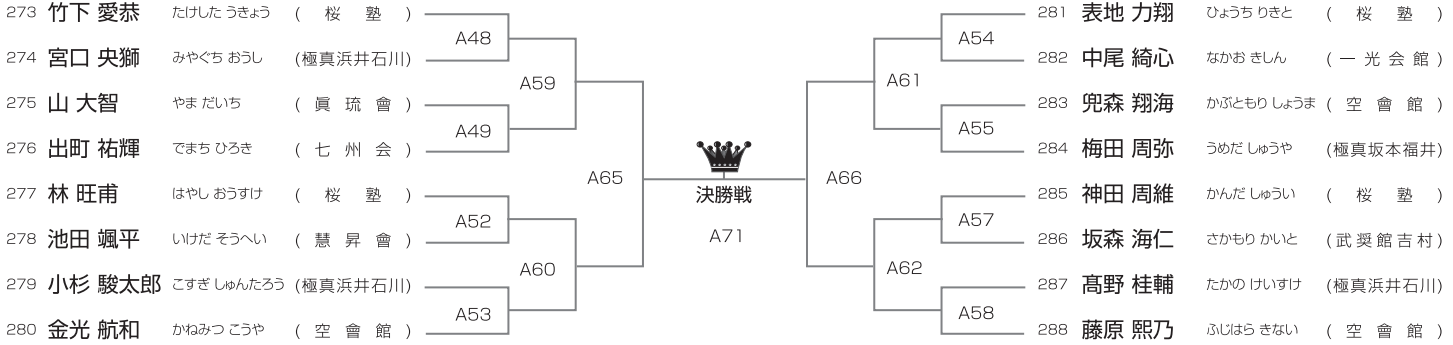 273 竹下 愛恭 たけした うきょう ( 桜 塾 )
274 宮口 央獅 みやぐち おうし (極真浜井石川)
275 山 大智 やま だいち ( 眞 琉 會 )
276 出町 祐輝 でまち ひろき ( 七 州 会 )
277 林 旺甫 はやし おうすけ ( 桜 塾 )
278 池田 颯平 いけだ そうへい ( 慧 昇 會 )
279 小杉 駿太郎 こすぎ しゅんたろう (極真浜井石川)
280 金光 航和 かねみつ こうや ( 空 會 館 )
A48
A49
A52
A53
A59
A60
A65
決勝戦
A71
A66
A61
A62
A54
A55
A57
A58
281 表地 力翔 ひょうち りきと ( 桜 塾 )
282 中尾 綺心 なかお きしん ( 一 光 会 館 )
283 兜森 翔海 かぶともり しょうま ( 空 會 館 )
284 梅田 周弥 うめだ しゅうや (極真坂本福井)
285 神田 周維 かんだ しゅうい ( 桜 塾 )
286 坂森 海仁 さかもり かいと ( 武 奨 館 吉 村 )
287 髙野 桂輔 たかの けいすけ (極真浜井石川)
288 藤原 熙乃 ふじはら きない ( 空 會 館 )